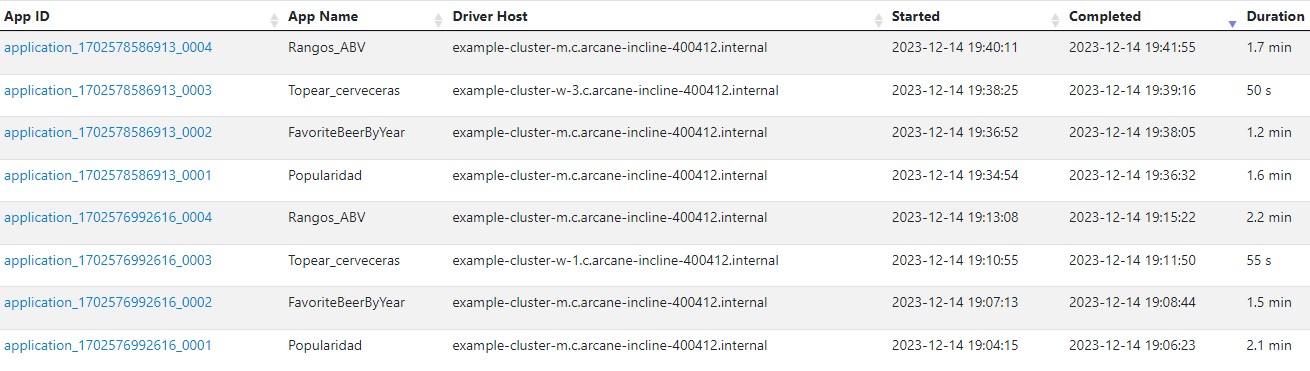 App ID App Name Driver Host Started Completed Duration
application_1702578586913_0004 Rangos_ABV example-cluster-m.c.arcane-incline-400412.internal 2023-12-14 19:40:11 2023-12-14 19:41:55 1.7 min
application_1702578586913_0003 Topear_cerveceras example-cluster-w-3.c.arcane-incline-400412.internal 2023-12-14 19:38:25 2023-12-14 19:39:16 50 s
application_1702578586913_0002 FavoriteBeerByYear example-cluster-m.c.arcane-incline-400412.internal 2023-12-14 19:36:52 2023-12-14 19:38:05 1.2 min
application_1702578586913_0001 Popularidad example-cluster-m.c.arcane-incline-400412.internal 2023-12-14 19:34:54 2023-12-14 19:36:32 1.6 min
application_1702576992616_0004 Rangos_ABV example-cluster-m.c.arcane-incline-400412.internal 2023-12-14 19:13:08 2023-12-14 19:15:22 2.2 min
application_1702576992616_0003 Topear_cerveceras example-cluster-w-1.c.arcane-incline-400412.internal 2023-12-14 19:10:55 2023-12-14 19:11:50 55 s
application_1702576992616_0002 FavoriteBeerByYear example-cluster-m.c.arcane-incline-400412.internal 2023-12-14 19:07:13 2023-12-14 19:08:44 1.5 min
application_1702576992616_0001 Popularidad example-cluster-m.c.arcane-incline-400412.internal 2023-12-14 19:04:15 2023-12-14 19:06:23 2.1 min